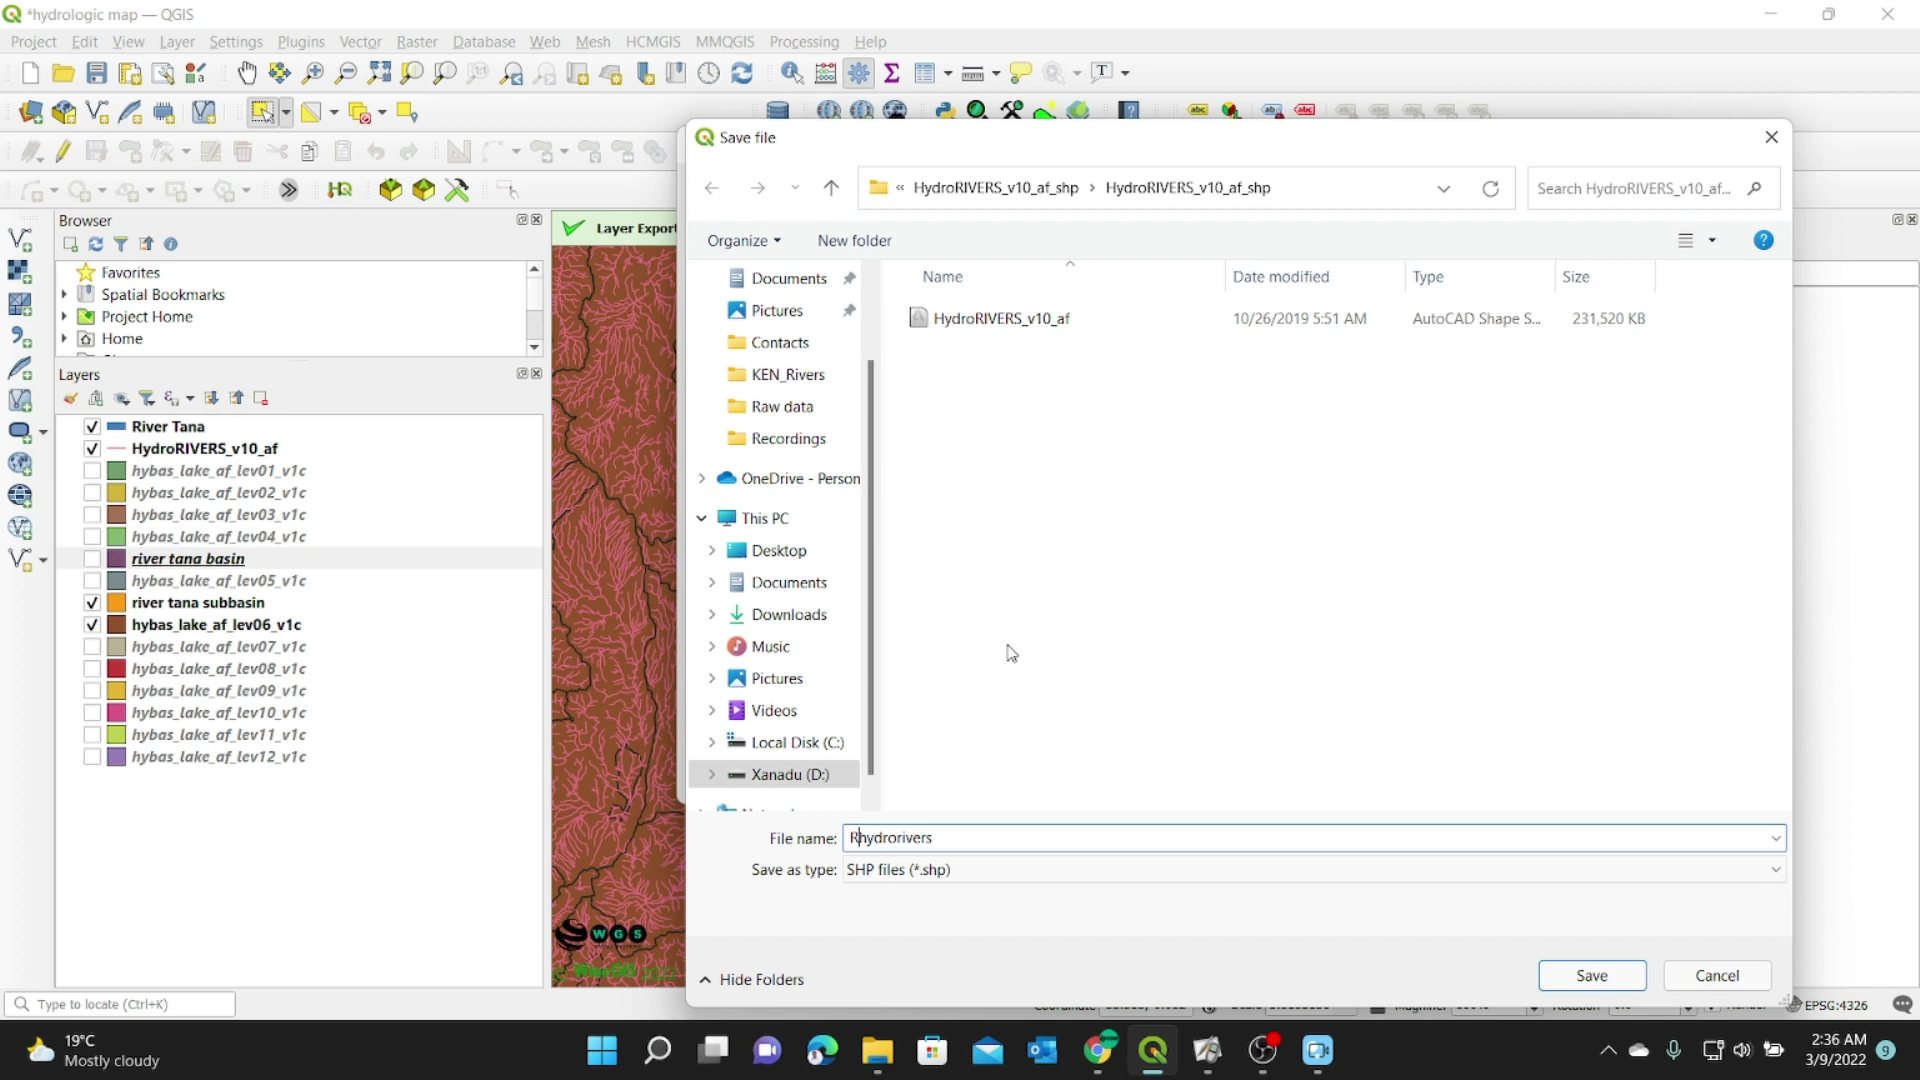 *hydrologic map — QGIS
Project Edit View Layer Settings Plugins Vector Raster Database Web Mesh HCMGIS MMQGIS Processing Help
Save file
« HydroRIVERS_v10_af_shp › HydroRIVERS_v10_af_shp
Search HydroRIVERS_v10_af...
Organize
New folder
Browser
Favorites
Spatial Bookmarks
Project Home
Home
Layers
River Tana
HydroRIVERS_v10_af
hybas_lake_af_lev01_v1c
hybas_lake_af_lev02_v1c
hybas_lake_af_lev03_v1c
hybas_lake_af_lev04_v1c
river tana basin
hybas_lake_af_lev05_v1c
river tana subbasin
hybas_lake_af_lev06_v1c
hybas_lake_af_lev07_v1c
hybas_lake_af_lev08_v1c
hybas_lake_af_lev09_v1c
hybas_lake_af_lev10_v1c
hybas_lake_af_lev11_v1c
hybas_lake_af_lev12_v1c
Layer Export
WGS
Documents
Pictures
Contacts
KEN_Rivers
Raw data
Recordings
OneDrive - Person
This PC
Desktop
Documents
Downloads
Music
Pictures
Videos
Local Disk (C:)
Xanadu (D:)
Name Date modified Type Size
HydroRIVERS_v10_af 10/26/2019 5:51 AM AutoCAD Shape S... 231,520 KB
File name: Rhydrorivers
Save as type: SHP files (*.shp)
Hide Folders
Save
Cancel
Type to locate (Ctrl+K)
EPSG:4326
19°C
Mostly cloudy
2:36 AM
3/9/2022
9